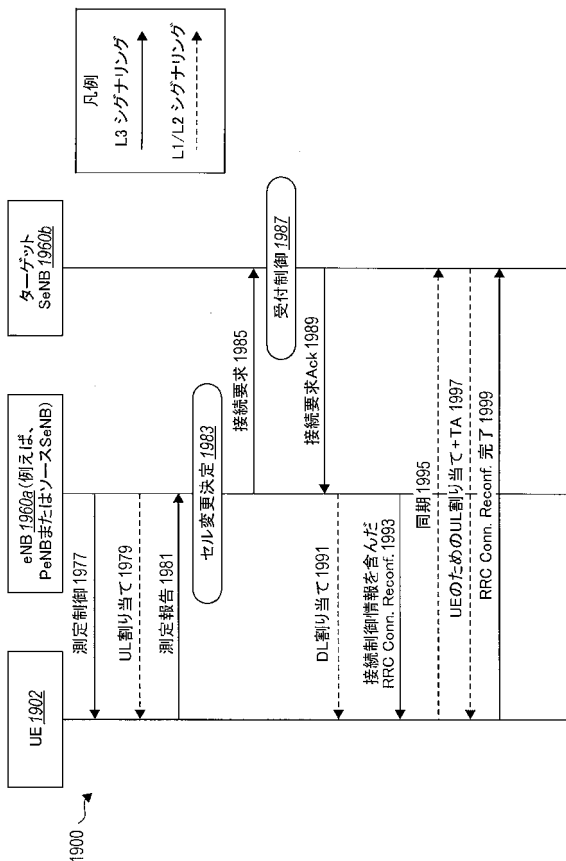 1900
UE 1902
eNB 1960a(例えば、
PeNBまたはソースSeNB)
ターゲット
SeNB 1960b
凡例
L3 シグナリング
L1/L2 シグナリング
測定制御 1977
UL割り当て 1979
測定報告 1981
セル変更決定 1983
接続要求 1985
受付制御 1987
接続要求Ack 1989
DL割り当て 1991
接続制御情報を含んだ
RRC Conn. Reconf. 1993
同期 1995
UEのためのUL割り当て+TA 1997
RRC Conn. Reconf. 完了 1999